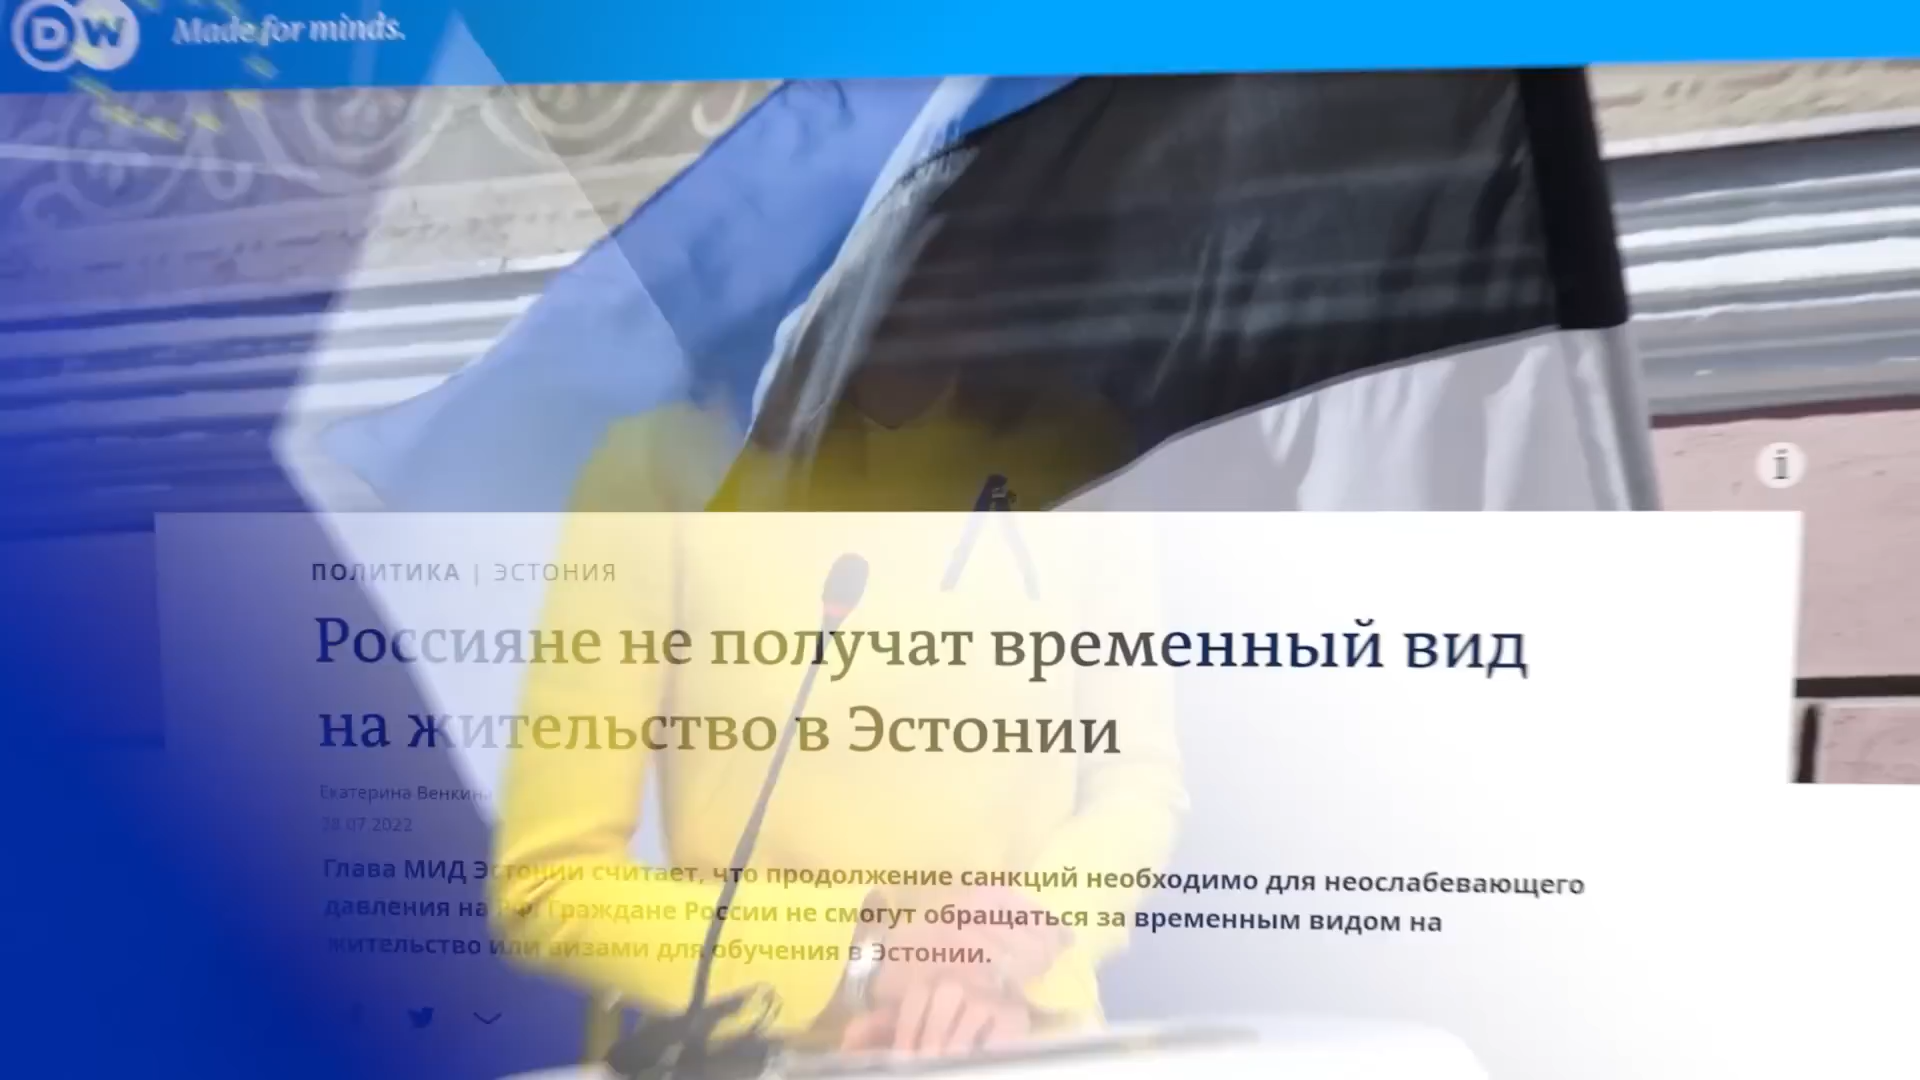 DW Made for minds.
ПОЛИТИКА | ЭСТОНИЯ
Россияне не получат временный вид
на жительство в Эстонии
Екатерина Венкина
28.07.2022
Глава МИД Эстонии считает, что продолжение санкций необходимо для неослабевающего
давления на РФ. Граждане России не смогут обращаться за временным видом на
жительство или визами для обучения в Эстонии.